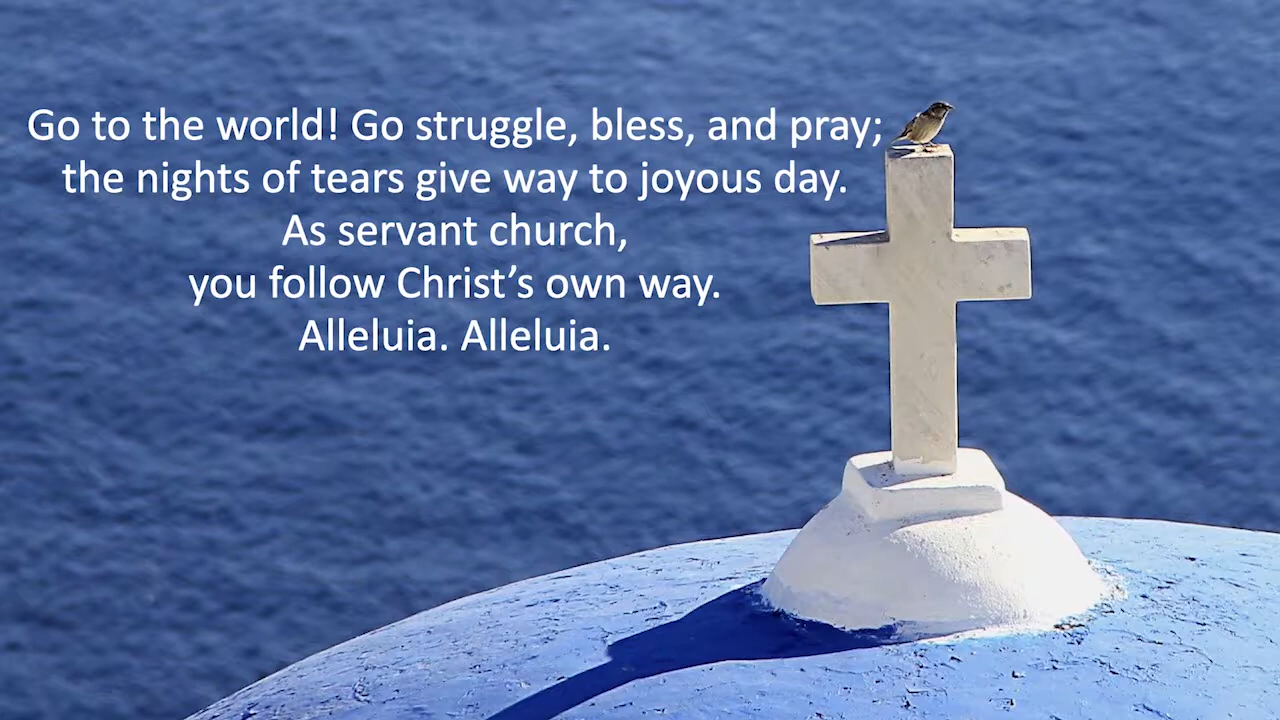 Go to the world! Go struggle, bless, and pray;
the nights of tears give way to joyous day.
As servant church,
you follow Christ’s own way.
Alleluia. Alleluia.